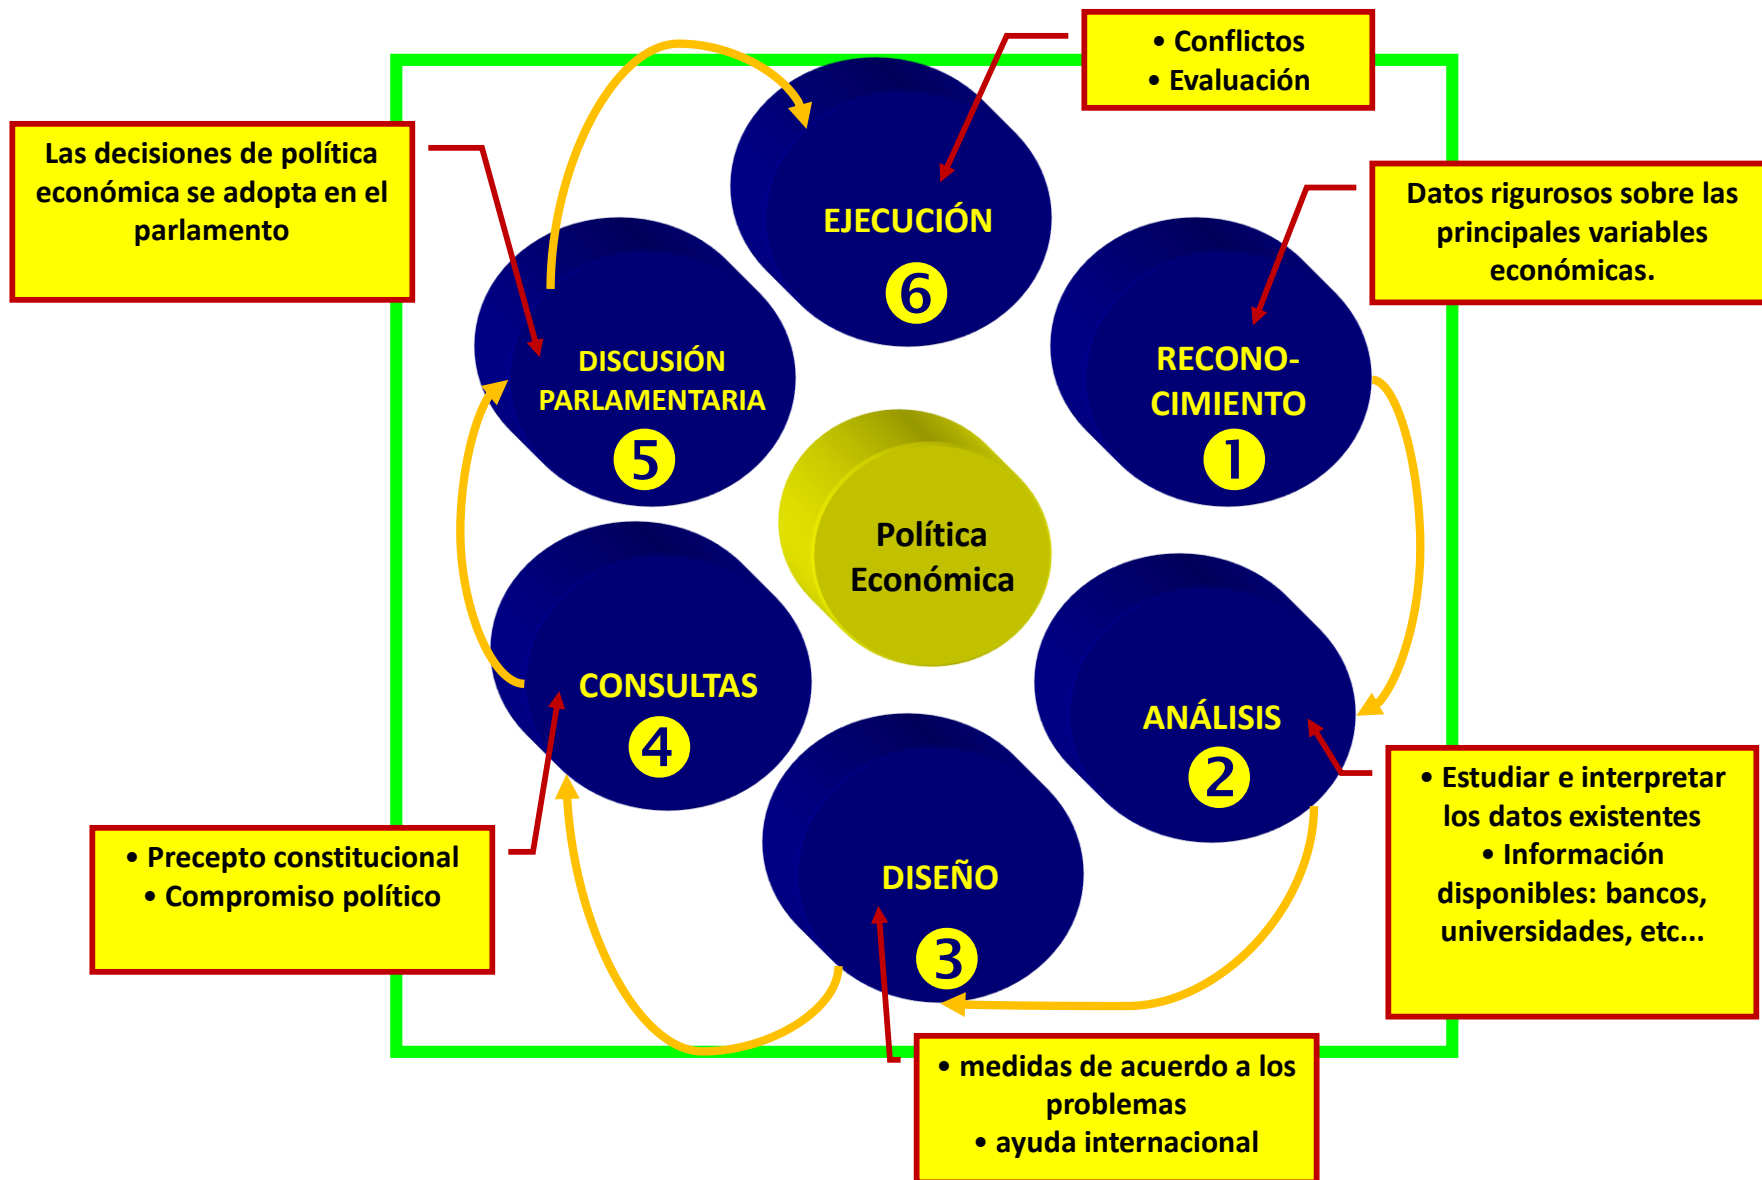 • Conflictos
• Evaluación
Las decisiones de política
económica se adopta en el
parlamento
Datos rigurosos sobre las
principales variables
económicas.
EJECUCIÓN
6
RECONO-
CIMIENTO
1
DISCUSIÓN
PARLAMENTARIA
5
Política
Económica
CONSULTAS
4
ANÁLISIS
2
DISEÑO
3
• Estudiar e interpretar
los datos existentes
• Información
disponibles: bancos,
universidades, etc...
• Precepto constitucional
• Compromiso político
• medidas de acuerdo a los
problemas
• ayuda internacional